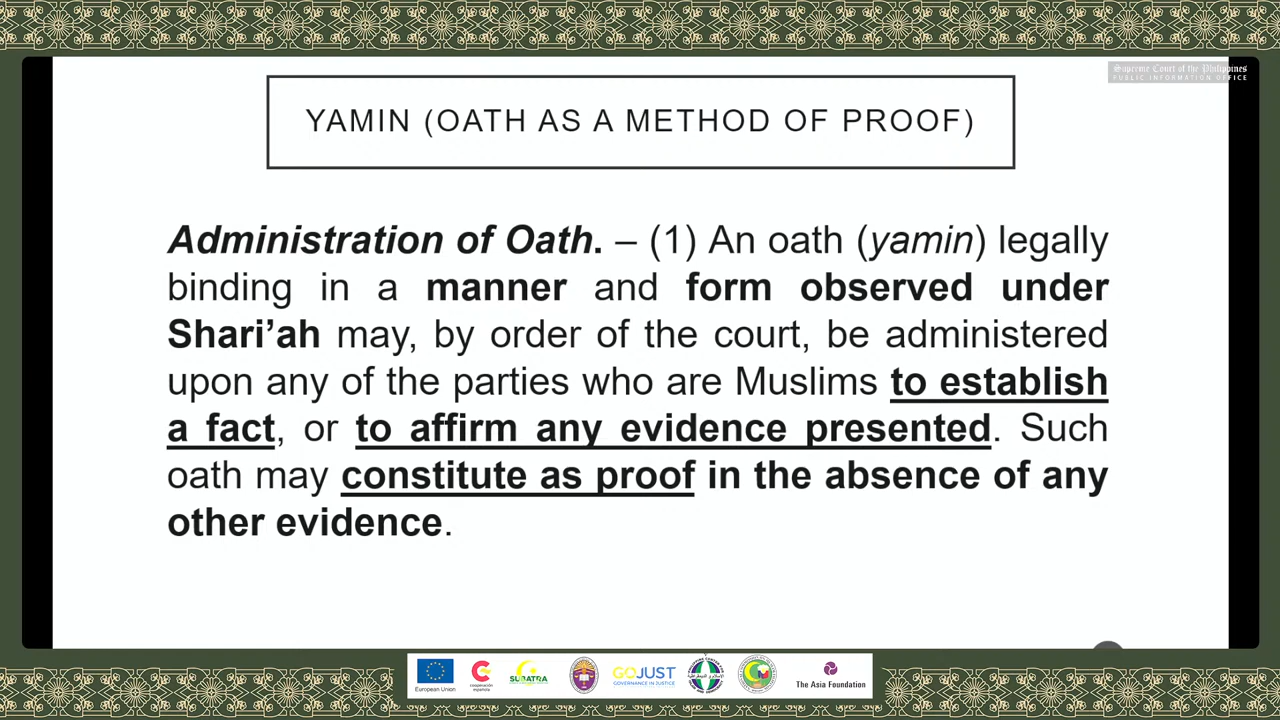 Supreme Court of the Philippines
PUBLIC INFORMATION OFFICE
YAMIN (OATH AS A METHOD OF PROOF)
Administration of Oath. – (1) An oath (yamin) legally
binding in a manner and form observed under
Shari’ah may, by order of the court, be administered
upon any of the parties who are Muslims to establish
a fact, or to affirm any evidence presented. Such
oath may constitute as proof in the absence of any
other evidence.
European Union
cooperación
española
SUBATRA
GOJUST
GOVERNANCE IN JUSTICE
The Asia Foundation